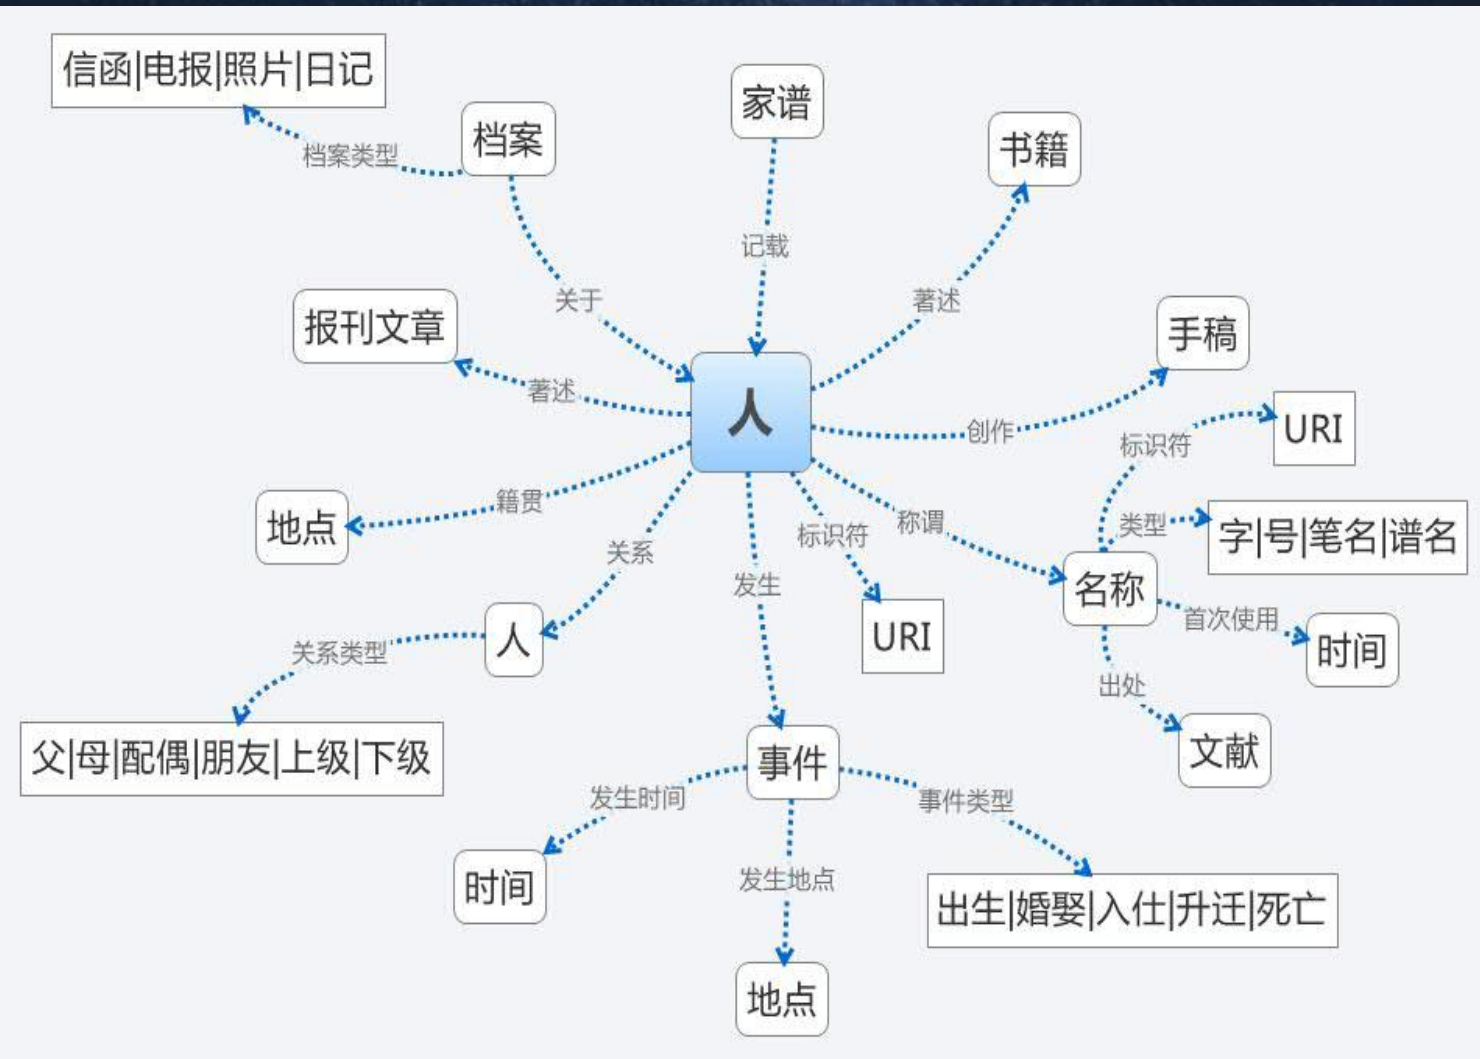 信函|电报|照片|日记
家谱
档案
书籍
档案类型
记载
关于
著述
报刊文章
手稿
著述
人
创作
URI
标识符
籍贯
地点
称谓
标识符
类型
字|号|笔名|谱名
关系
发生
名称
首次使用
URI
人
时间
关系类型
出处
父|母|配偶|朋友|上级|下级
文献
事件
发生时间
事件类型
时间
发生地点
出生|婚娶|入仕|升迁|死亡
地点